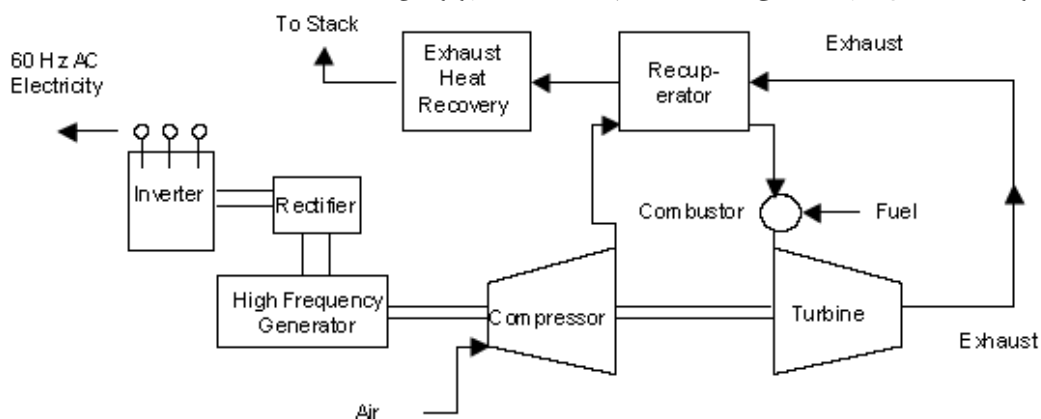 To Stack
60 Hz AC
Electricity
Exhaust
Heat
Recovery
Recup-
erator
Exhaust
Inverter
Rectifier
Combustor
Fuel
High Frequency
Generator
Compressor
Turbine
Exhaust
Air